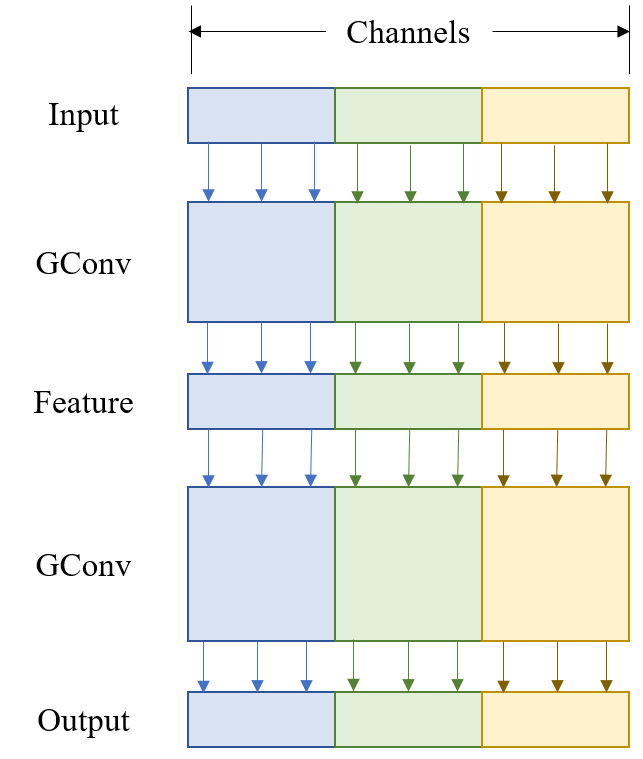 Channels
Input
GConv
Feature
GConv
Output